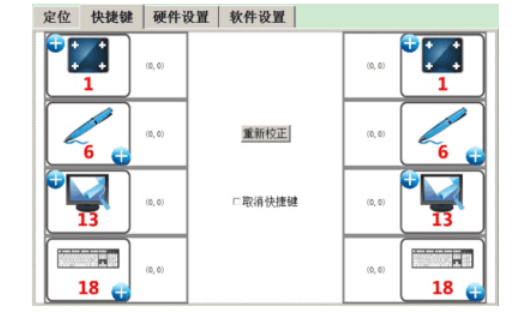 定位 快捷键 硬件设置 软件设置
1 (0, 0) (0, 0) 1
6 (0, 0) 重新校正 (0, 0) 6
13 (0, 0) 取消快捷键 (0, 0) 13
18 (0, 0) (0, 0) 18